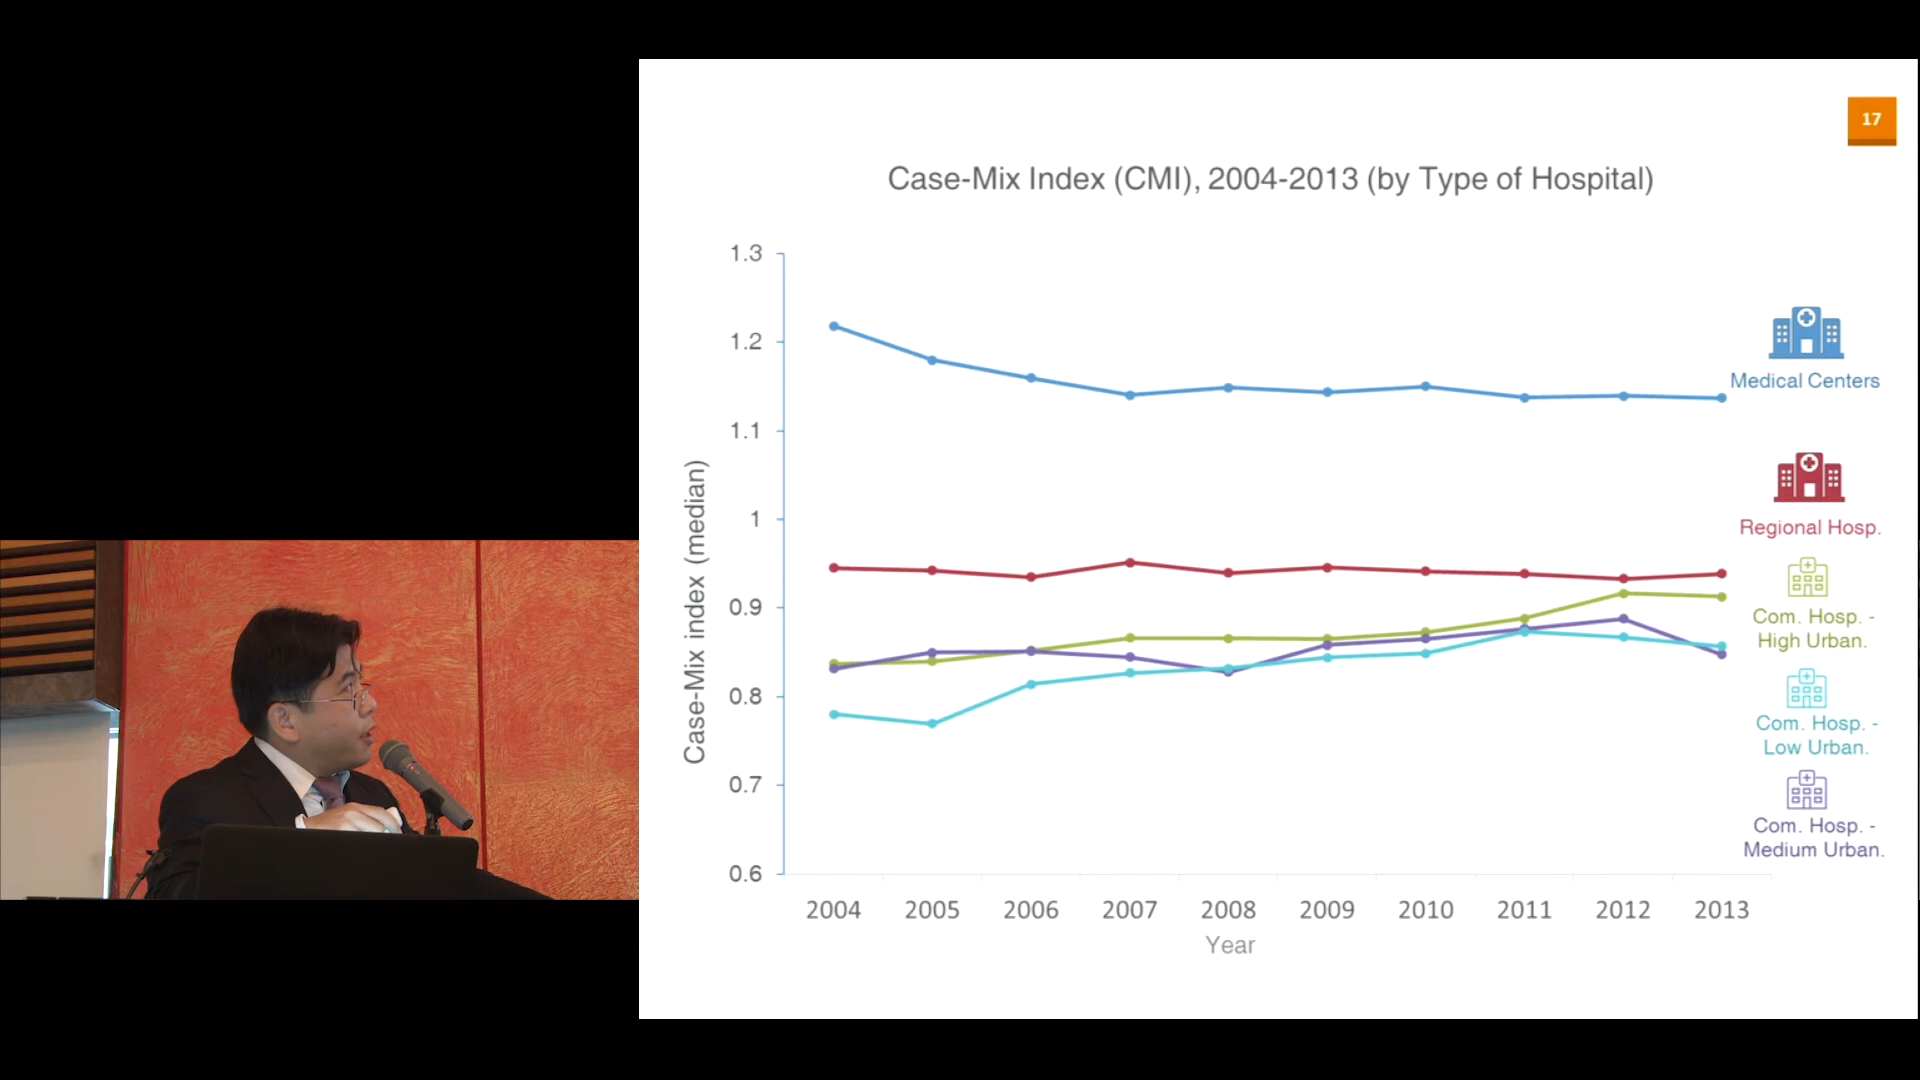 17
Case-Mix Index (CMI), 2004-2013 (by Type of Hospital)
Case-Mix index (median)
1.3
1.2
1.1
1
0.9
0.8
0.7
0.6
2004 2005 2006 2007 2008 2009 2010 2011 2012 2013
Year
Medical Centers
Regional Hosp.
Com. Hosp. -
High Urban.
Com. Hosp. -
Low Urban.
Com. Hosp. -
Medium Urban.